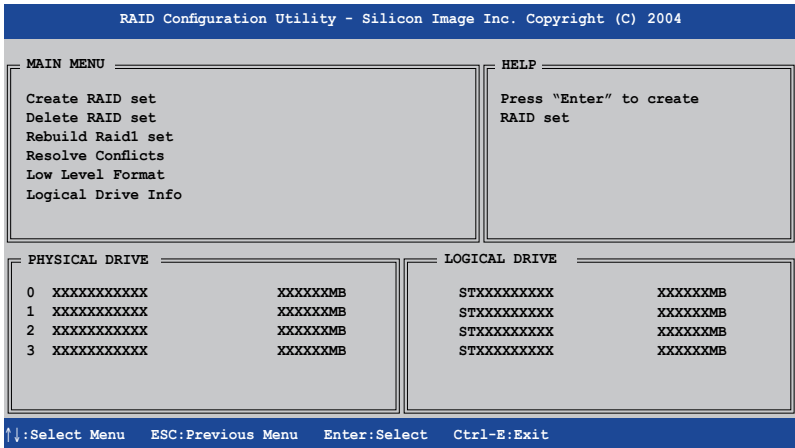 RAID Configuration Utility - Silicon Image Inc. Copyright (C) 2004
MAIN MENU
Create RAID set
Delete RAID set
Rebuild Raid1 set
Resolve Conflicts
Low Level Format
Logical Drive Info
HELP
Press “Enter” to create
RAID set
PHYSICAL DRIVE
0 XXXXXXXXXXX XXXXXXMB
1 XXXXXXXXXXX XXXXXXMB
2 XXXXXXXXXXX XXXXXXMB
3 XXXXXXXXXXX XXXXXXMB
LOGICAL DRIVE
STXXXXXXXXX XXXXXXMB
STXXXXXXXXX XXXXXXMB
STXXXXXXXXX XXXXXXMB
STXXXXXXXXX XXXXXXMB
↑↓:Select Menu ESC:Previous Menu Enter:Select Ctrl-E:Exit